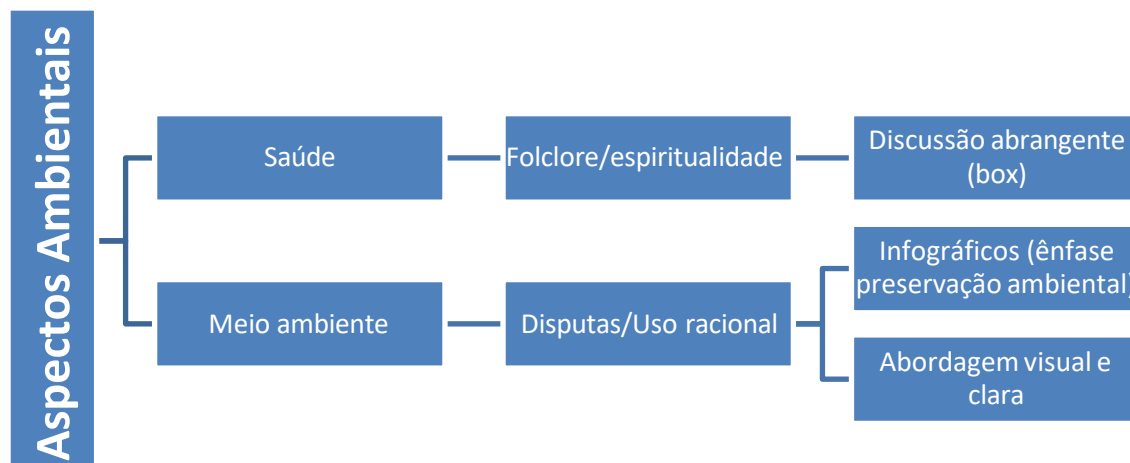 Aspectos Ambientais
Saúde
Folclore/espiritualidade
Discussão abrangente
(box)
Meio ambiente
Disputas/Uso racional
Infográficos (ênfase
preservação ambiental)
Abordagem visual e
clara